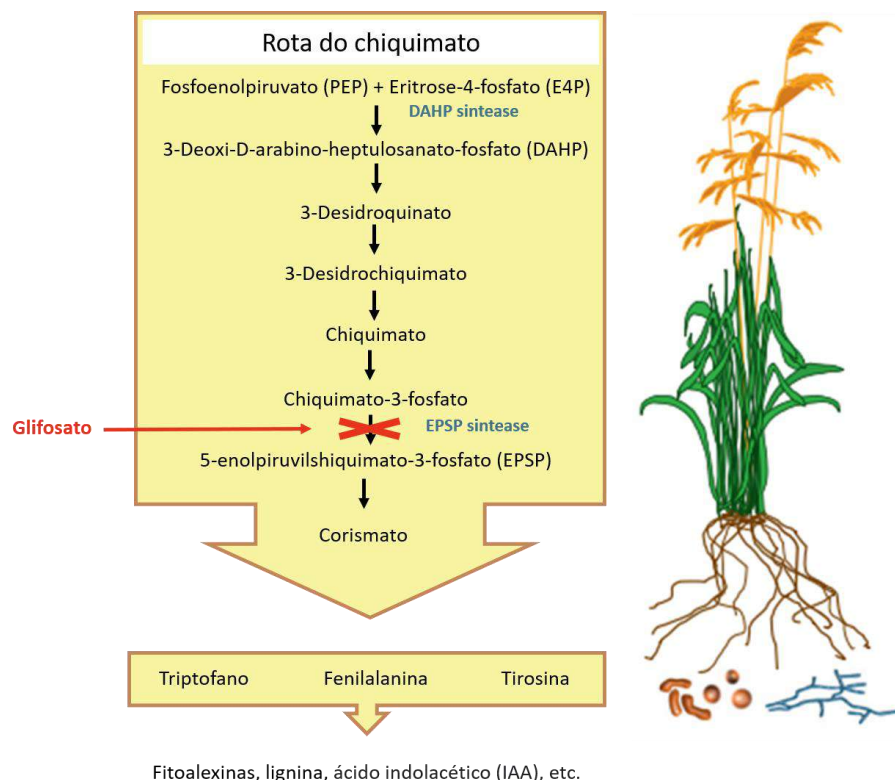 Rota do chiquimato
Fosfoenolpiruvato (PEP) + Eritrose-4-fosfato (E4P)
DAHP sintease
3-Deoxi-D-arabino-heptulosanato-fosfato (DAHP)
3-Desidroquinato
3-Desidrochiquimato
Chiquimato
Chiquimato-3-fosfato
Glifosato
EPSP sintease
5-enolpiruvilshiquimato-3-fosfato (EPSP)
Corismato
Triptofano Fenilalanina Tirosina
Fitoalexinas, lignina, ácido indolacético (IAA), etc.